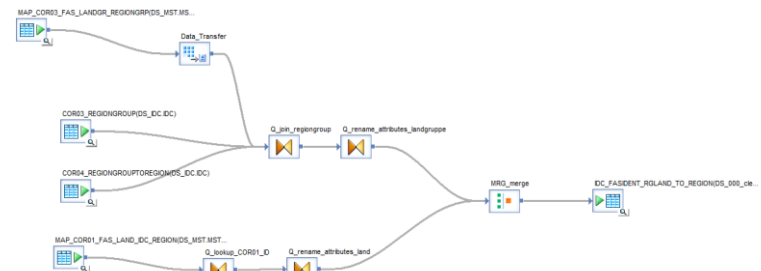 MAP_COR03_FAS_LANDGR_REGIONGRP(DS_MST.MS...
Data_Transfer
COR03_REGIONGROUP(DS_IDC.IDC)
Q_join_regiongroup
Q_rename_attributes_landgruppe
COR04_REGIONGROUPTOREGION(DS_IDC.IDC)
MRG_merge
IDC_FASIDENT_RGLAND_TO_REGION(DS_000_cle...
MAP_COR01_FAS_LAND_IDC_REGION(DS_MST.MST...
Q_lookup_COR01_ID
Q_rename_attributes_land